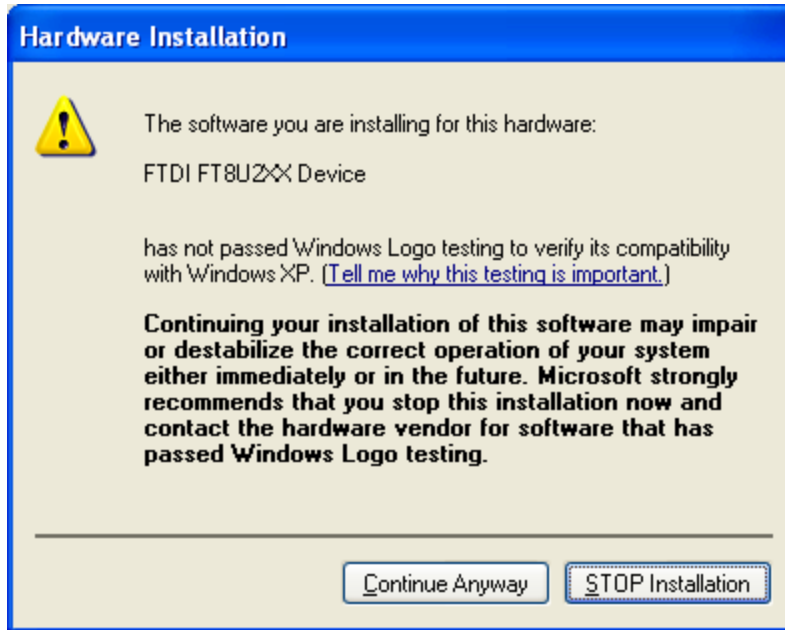 Hardware Installation
The software you are installing for this hardware:
FTDI FT8U2XX Device
has not passed Windows Logo testing to verify its compatibility
with Windows XP. (Tell me why this testing is important.)
Continuing your installation of this software may impair
or destabilize the correct operation of your system
either immediately or in the future. Microsoft strongly
recommends that you stop this installation now and
contact the hardware vendor for software that has
passed Windows Logo testing.
Continue Anyway
STOP Installation